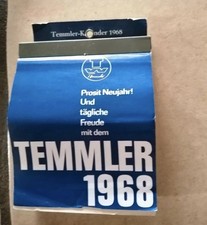 Temmler-Kalender 1968
Prosit Neujahr!
Und
tägliche
Freude
mit dem
TEMMLER
1968